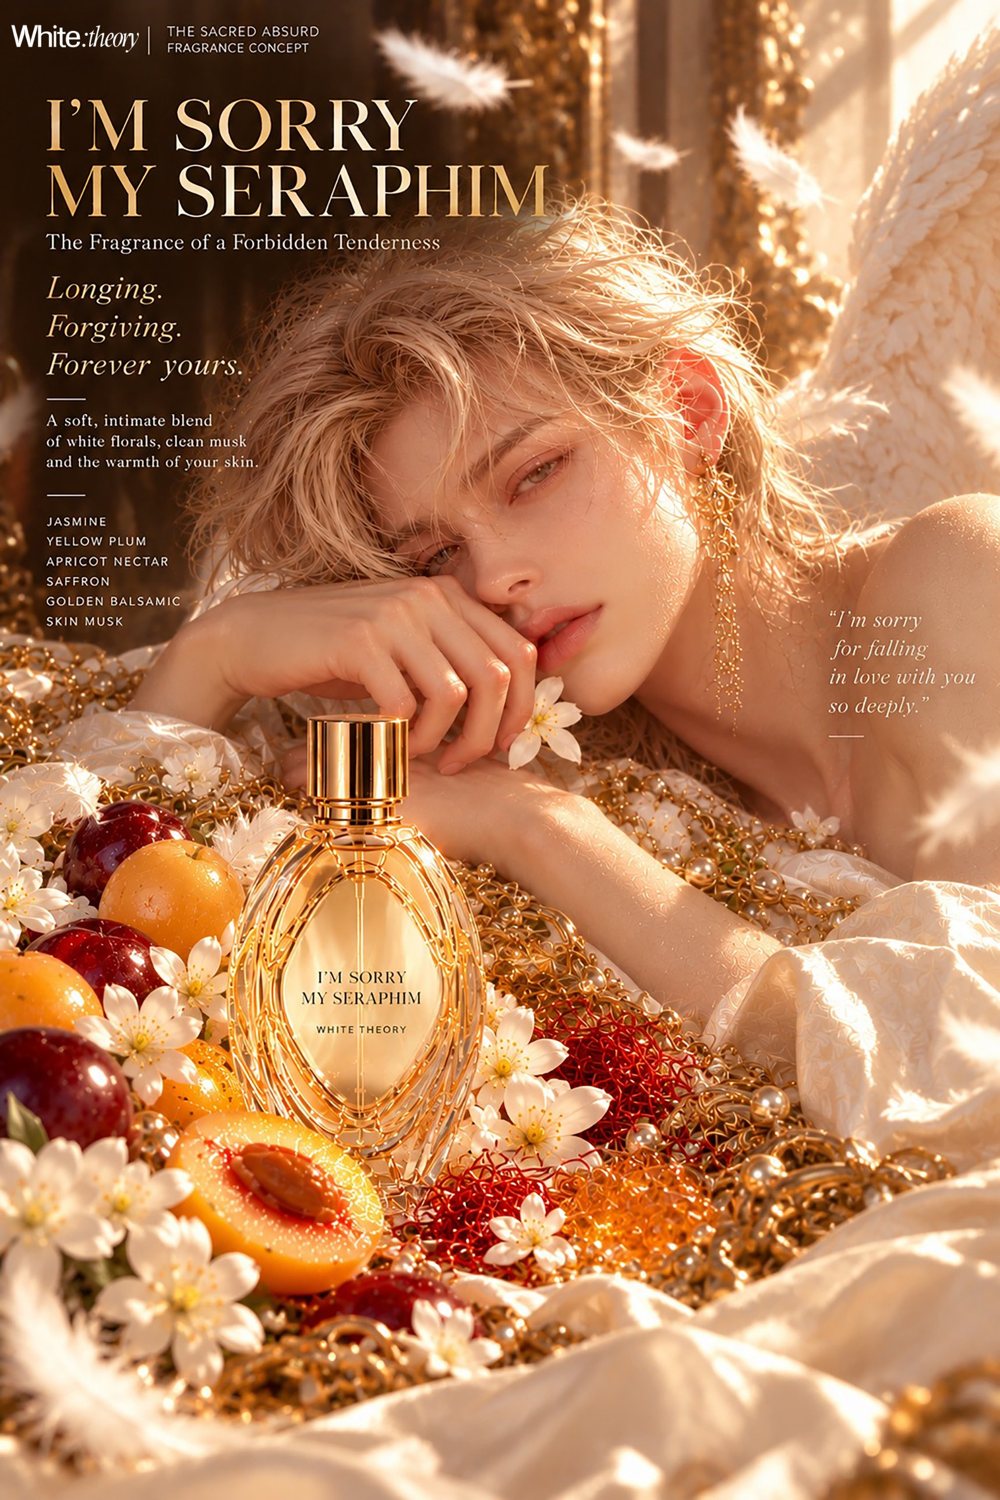 White:theory
THE SACRED ABSURD
FRAGRANCE CONCEPT
I'M SORRY
MY SERAPHIM
The Fragrance of a Forbidden Tenderness
Longing.
Forgiving.
Forever yours.
A soft, intimate blend
of white florals, clean musk
and the warmth of your skin.
JASMINE
YELLOW PLUM
APRICOT NECTAR
SAFFRON
GOLDEN BALSAMIC
SKIN MUSK
“I'm sorry
for falling
in love with you
so deeply.”
I'M SORRY
MY SERAPHIM
WHITE THEORY